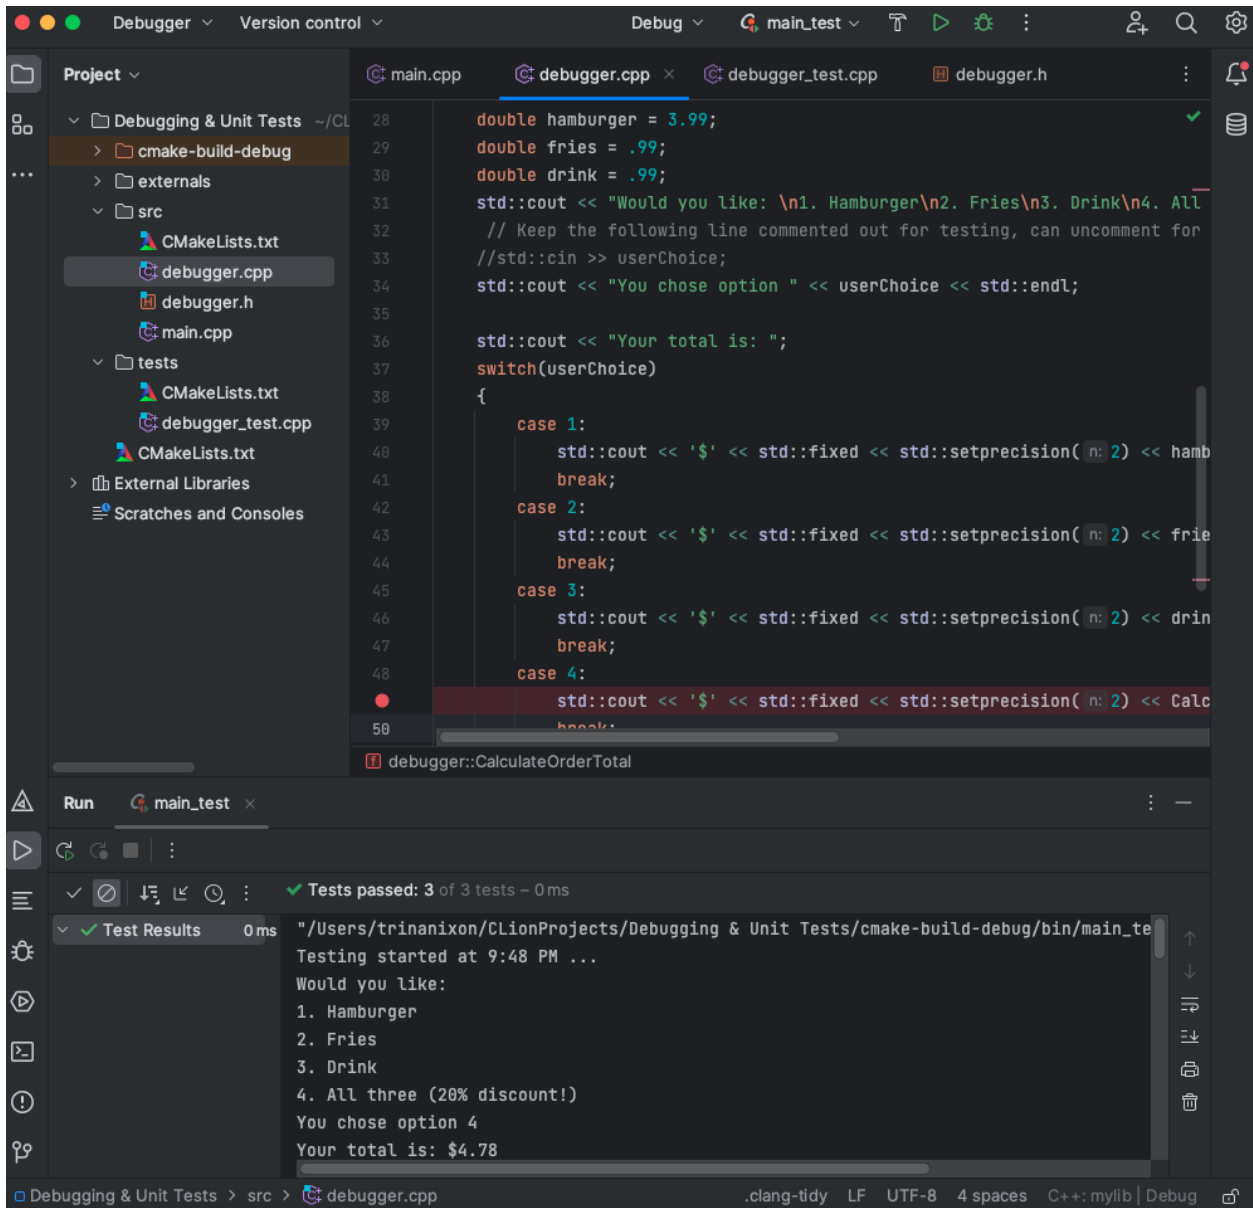 Debugger Version control Debug main_test
Project
main.cpp debugger.cpp debugger_test.cpp debugger.h
Debugging & Unit Tests ~/CL
cmake-build-debug
externals
src
CMakeLists.txt
debugger.cpp
debugger.h
main.cpp
tests
CMakeLists.txt
debugger_test.cpp
CMakeLists.txt
External Libraries
Scratches and Consoles
28 double hamburger = 3.99;
29 double fries = .99;
30 double drink = .99;
31 std::cout << "Would you like: \n1. Hamburger\n2. Fries\n3. Drink\n4. All
32 // Keep the following line commented out for testing, can uncomment for
33 //std::cin >> userChoice;
34 std::cout << "You chose option " << userChoice << std::endl;
35
36 std::cout << "Your total is: ";
37 switch(userChoice)
38 {
39 case 1:
40 std::cout << '$' << std::fixed << std::setprecision( n: 2) << hamb
41 break;
42 case 2:
43 std::cout << '$' << std::fixed << std::setprecision( n: 2) << frie
44 break;
45 case 3:
46 std::cout << '$' << std::fixed << std::setprecision( n: 2) << drin
47 break;
48 case 4:
std::cout << '$' << std::fixed << std::setprecision( n: 2) << Calc
50 break;
f debugger::CalculateOrderTotal
Run main_test
Tests passed: 3 of 3 tests – 0 ms
Test Results 0 ms
"/Users/trinanixon/CLionProjects/Debugging & Unit Tests/cmake-build-debug/bin/main_te
Testing started at 9:48 PM ...
Would you like:
1. Hamburger
2. Fries
3. Drink
4. All three (20% discount!)
You chose option 4
Your total is: $4.78
Debugging & Unit Tests > src > debugger.cpp .clang-tidy LF UTF-8 4 spaces C++: mylib | Debug